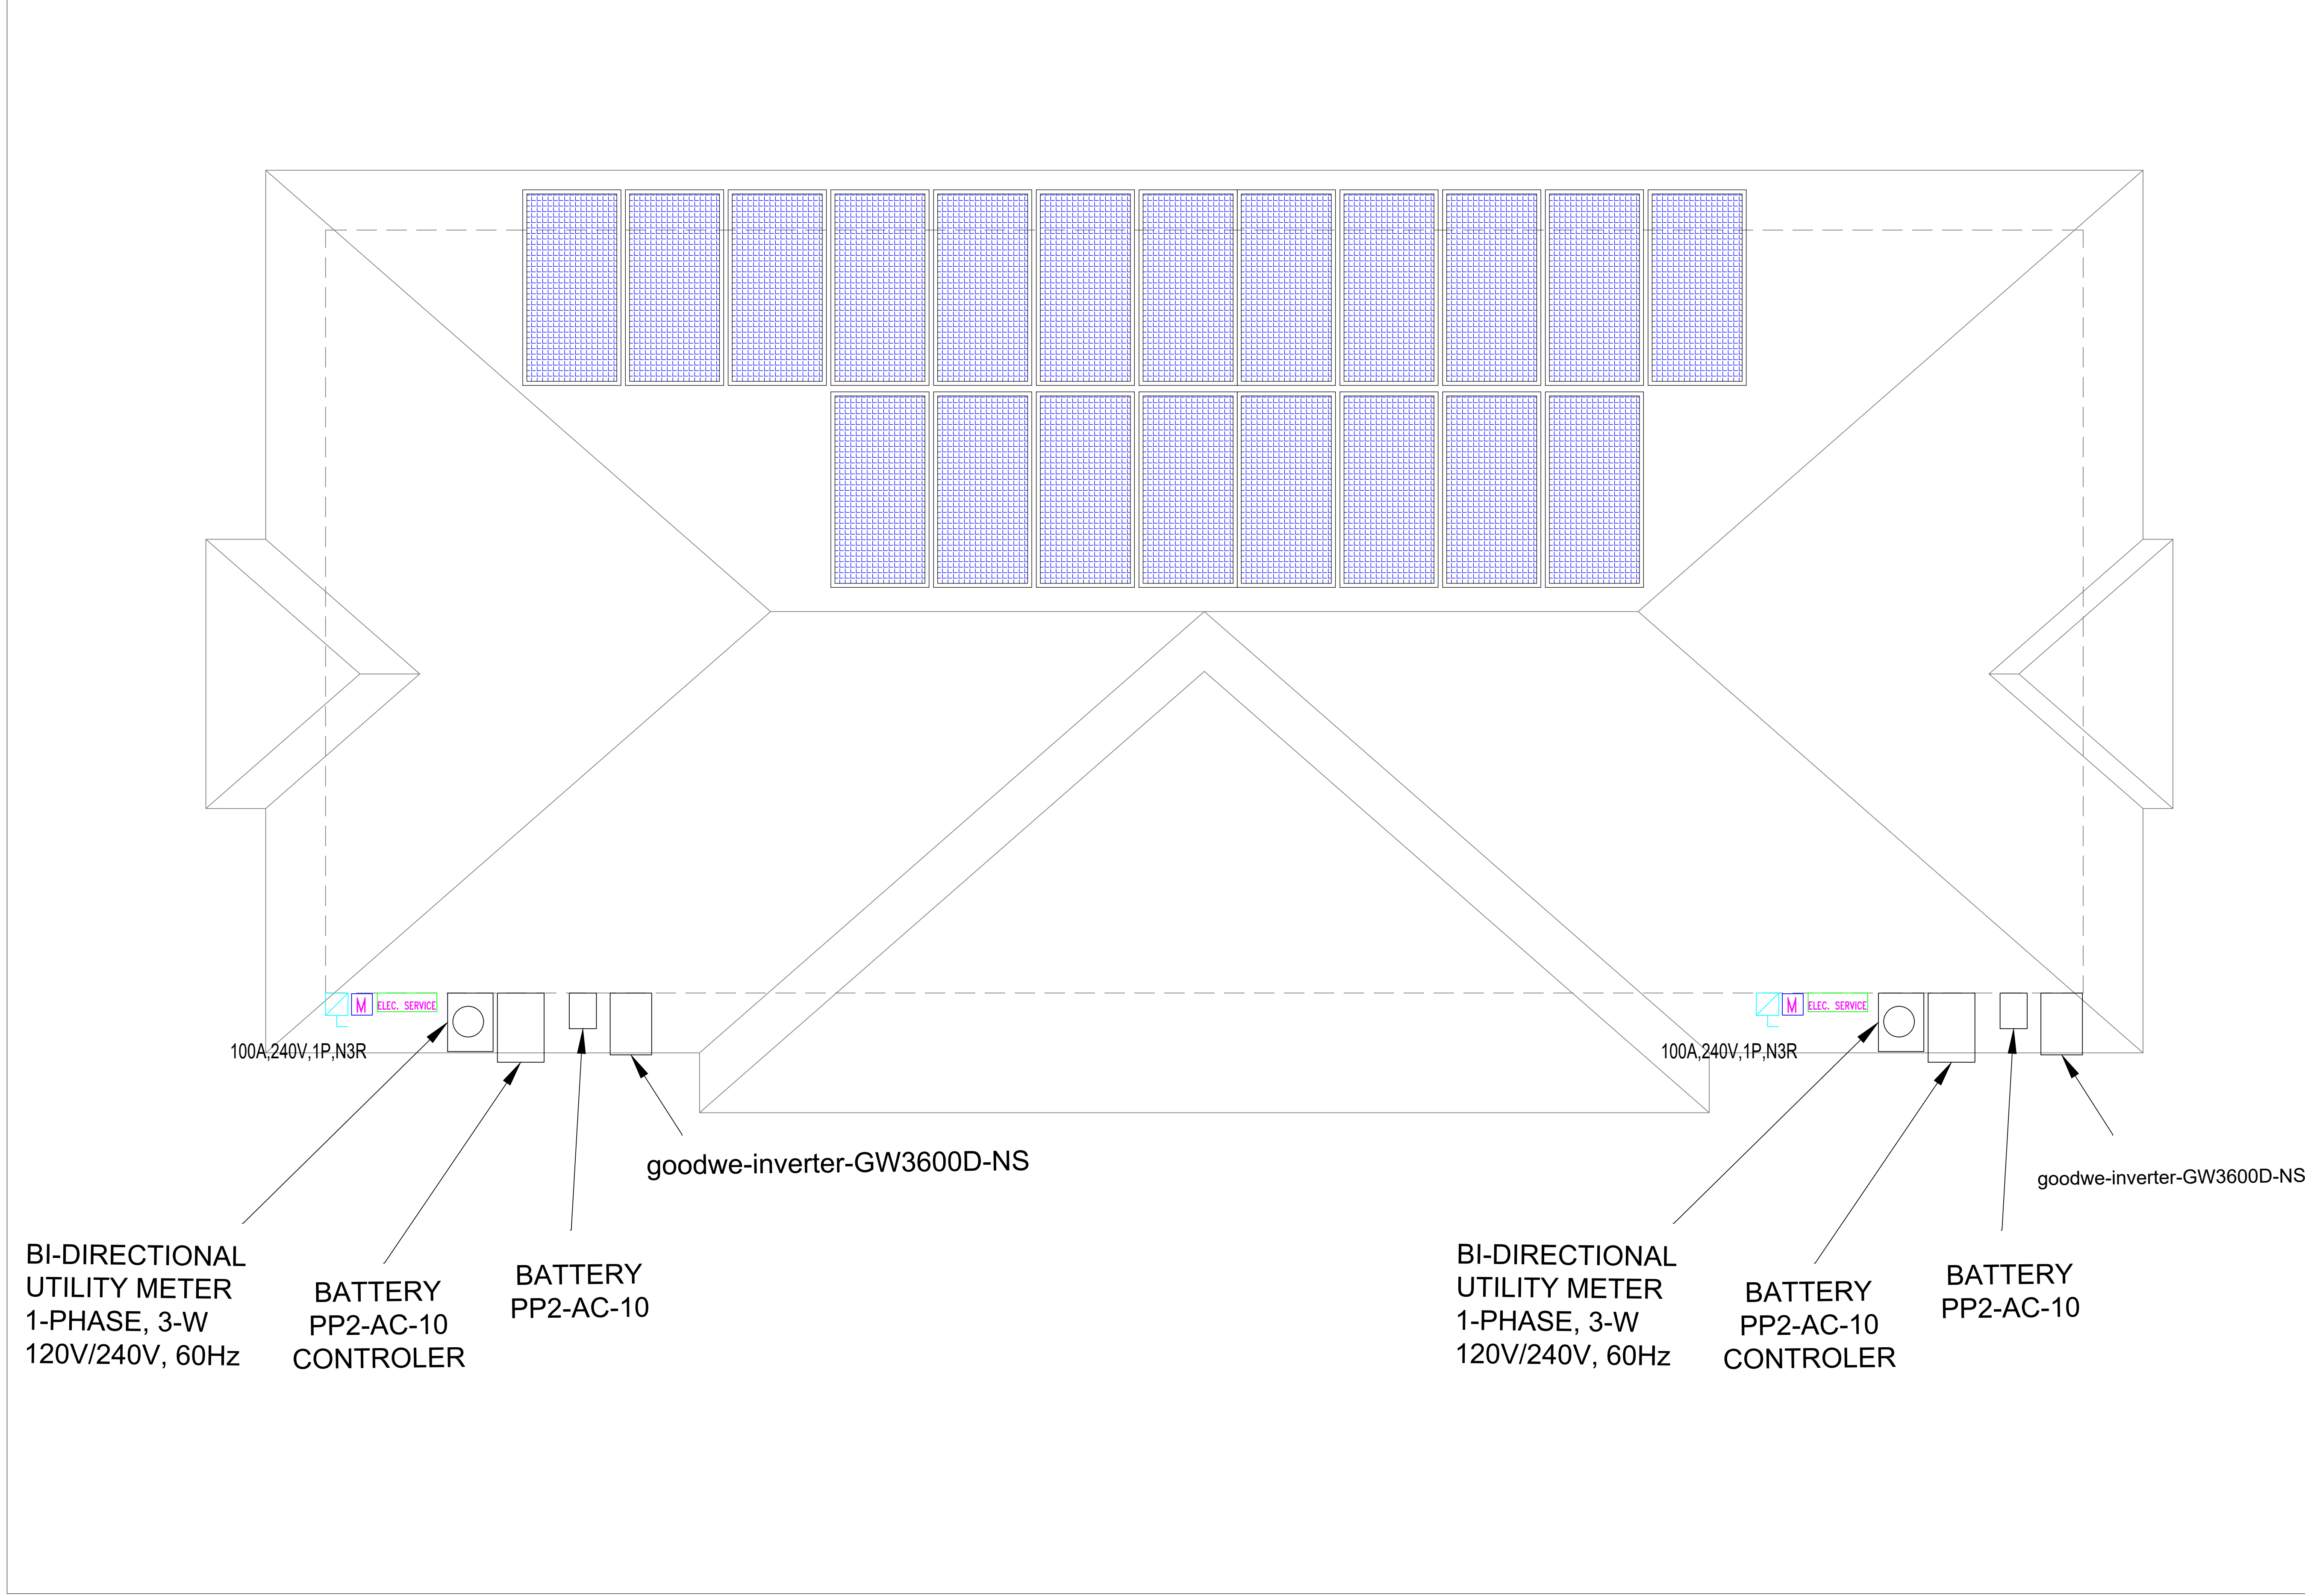 M
ELEC. SERVICE
100A,240V,1P,N3R
goodwe-inverter-GW3600D-NS
BI-DIRECTIONAL
UTILITY METER
1-PHASE, 3-W
120V/240V, 60Hz
BATTERY
PP2-AC-10
CONTROLER
BATTERY
PP2-AC-10
M
ELEC. SERVICE
100A,240V,1P,N3R
goodwe-inverter-GW3600D-NS
BI-DIRECTIONAL
UTILITY METER
1-PHASE, 3-W
120V/240V, 60Hz
BATTERY
PP2-AC-10
CONTROLER
BATTERY
PP2-AC-10